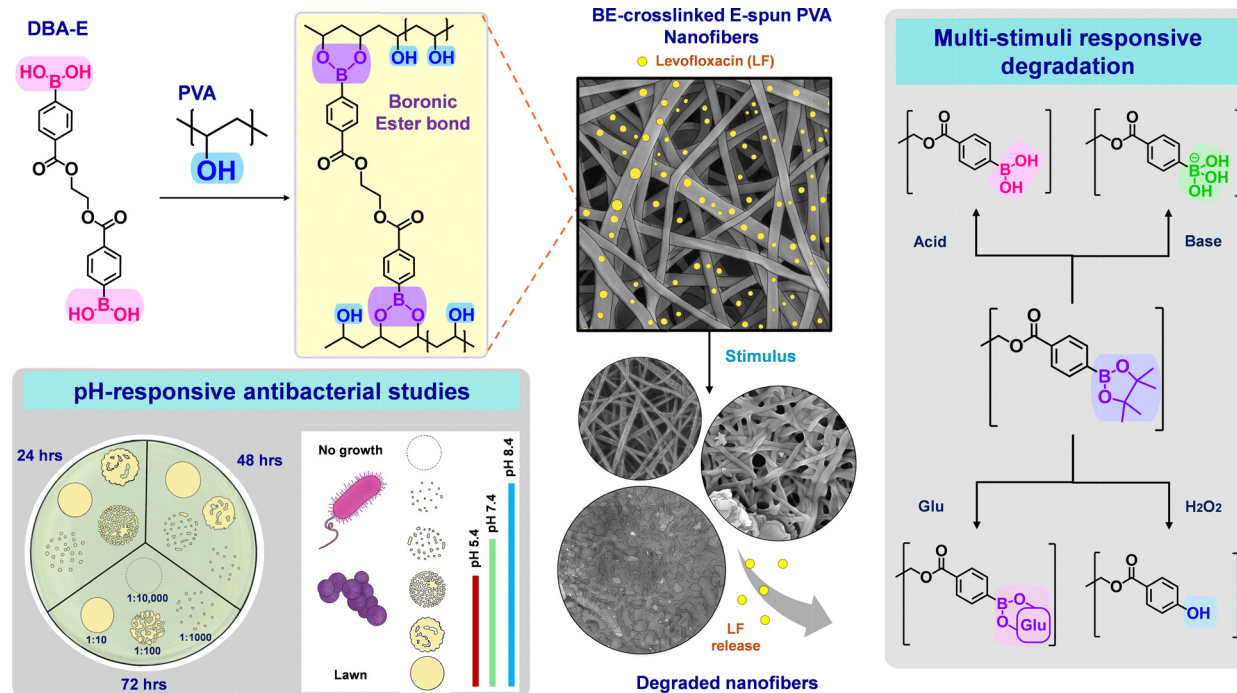 DBA-E
HO OH
B
O
O
O
O
B
HO OH
PVA
OH
O O
B
OH OH
Boronic
Ester bond
O
O
O
O
OH
B
O O
OH
BE-crosslinked E-spun PVA
Nanofibers
Levofloxacin (LF)
Stimulus
LF
release
Degraded nanofibers
Multi-stimuli responsive
degradation
O
O
B
OH
OH
O
O
⊖
B
OH
OH
OH
Acid
Base
O
O
B
O
O
Glu
H2O2
O
O
B
O
O
Glu
O
O
OH
pH-responsive antibacterial studies
24 hrs
48 hrs
1:10,000
1:10
1:100
1:1000
72 hrs
No growth
Lawn
pH 5.4
pH 7.4
pH 8.4